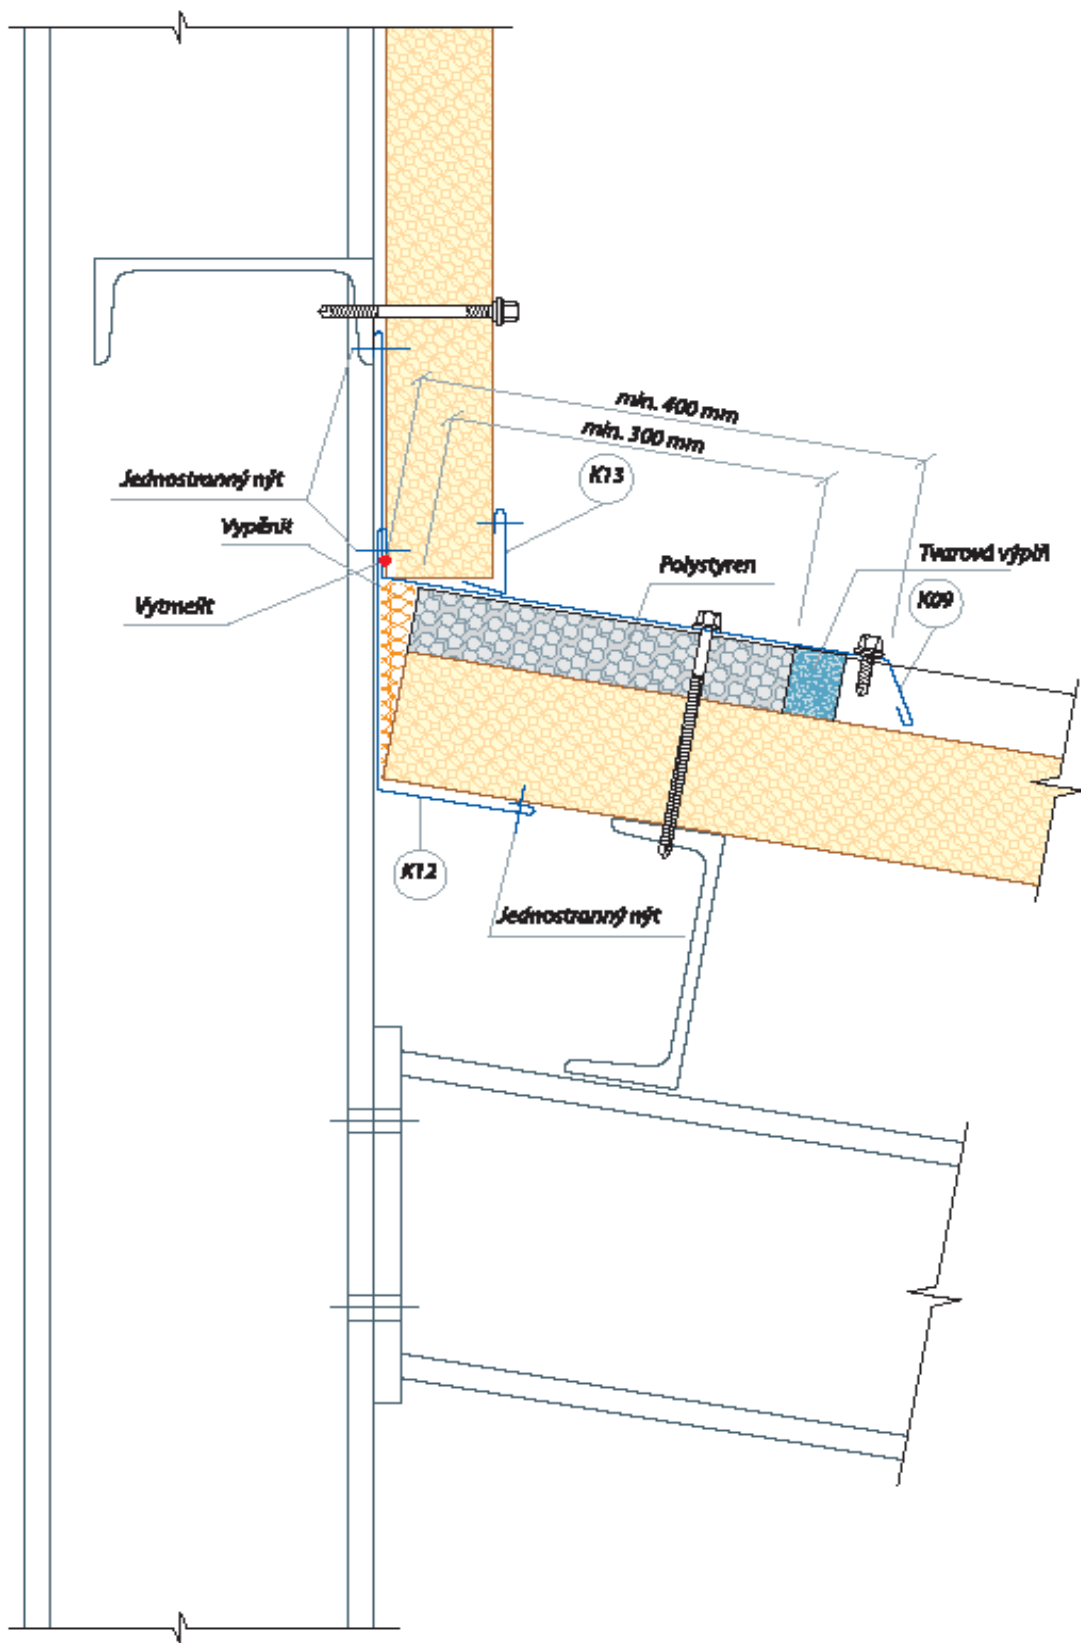 min. 400 mm
min. 300 mm
K13
Jednostranný nýt
Vypěnit
Polystyren
Tvarová výplň
K09
Vytmelit
K12
Jednostranný nýt